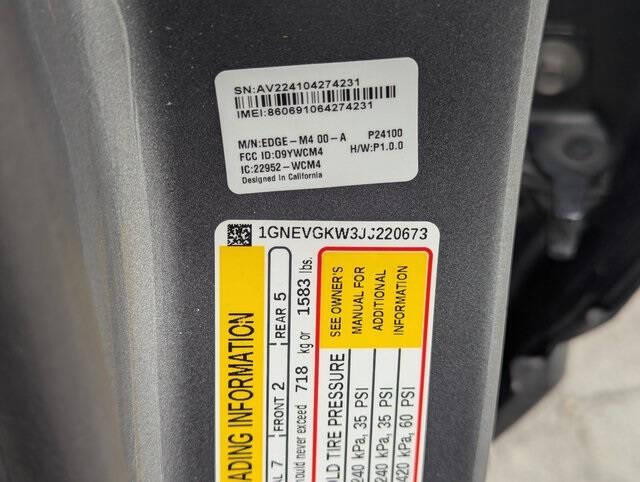 SN:AV224104274231
IMEI:860691064274231
M/N:EDGE-M4 00-A P24100
FCC ID:O9YWCM4 H/W:P1.0.0
IC:22952-WCM4
Designed in California
1GNEVGKW3JJ220673
ADING INFORMATION
AL 7 FRONT 2 REAR 5
hould never exceed 718 kg or 1583 lbs.
OLD TIRE PRESSURE
SEE OWNER'S
MANUAL FOR
ADDITIONAL
INFORMATION
240 kPa, 35 PSI
240 kPa, 35 PSI
420 kPa, 60 PSI